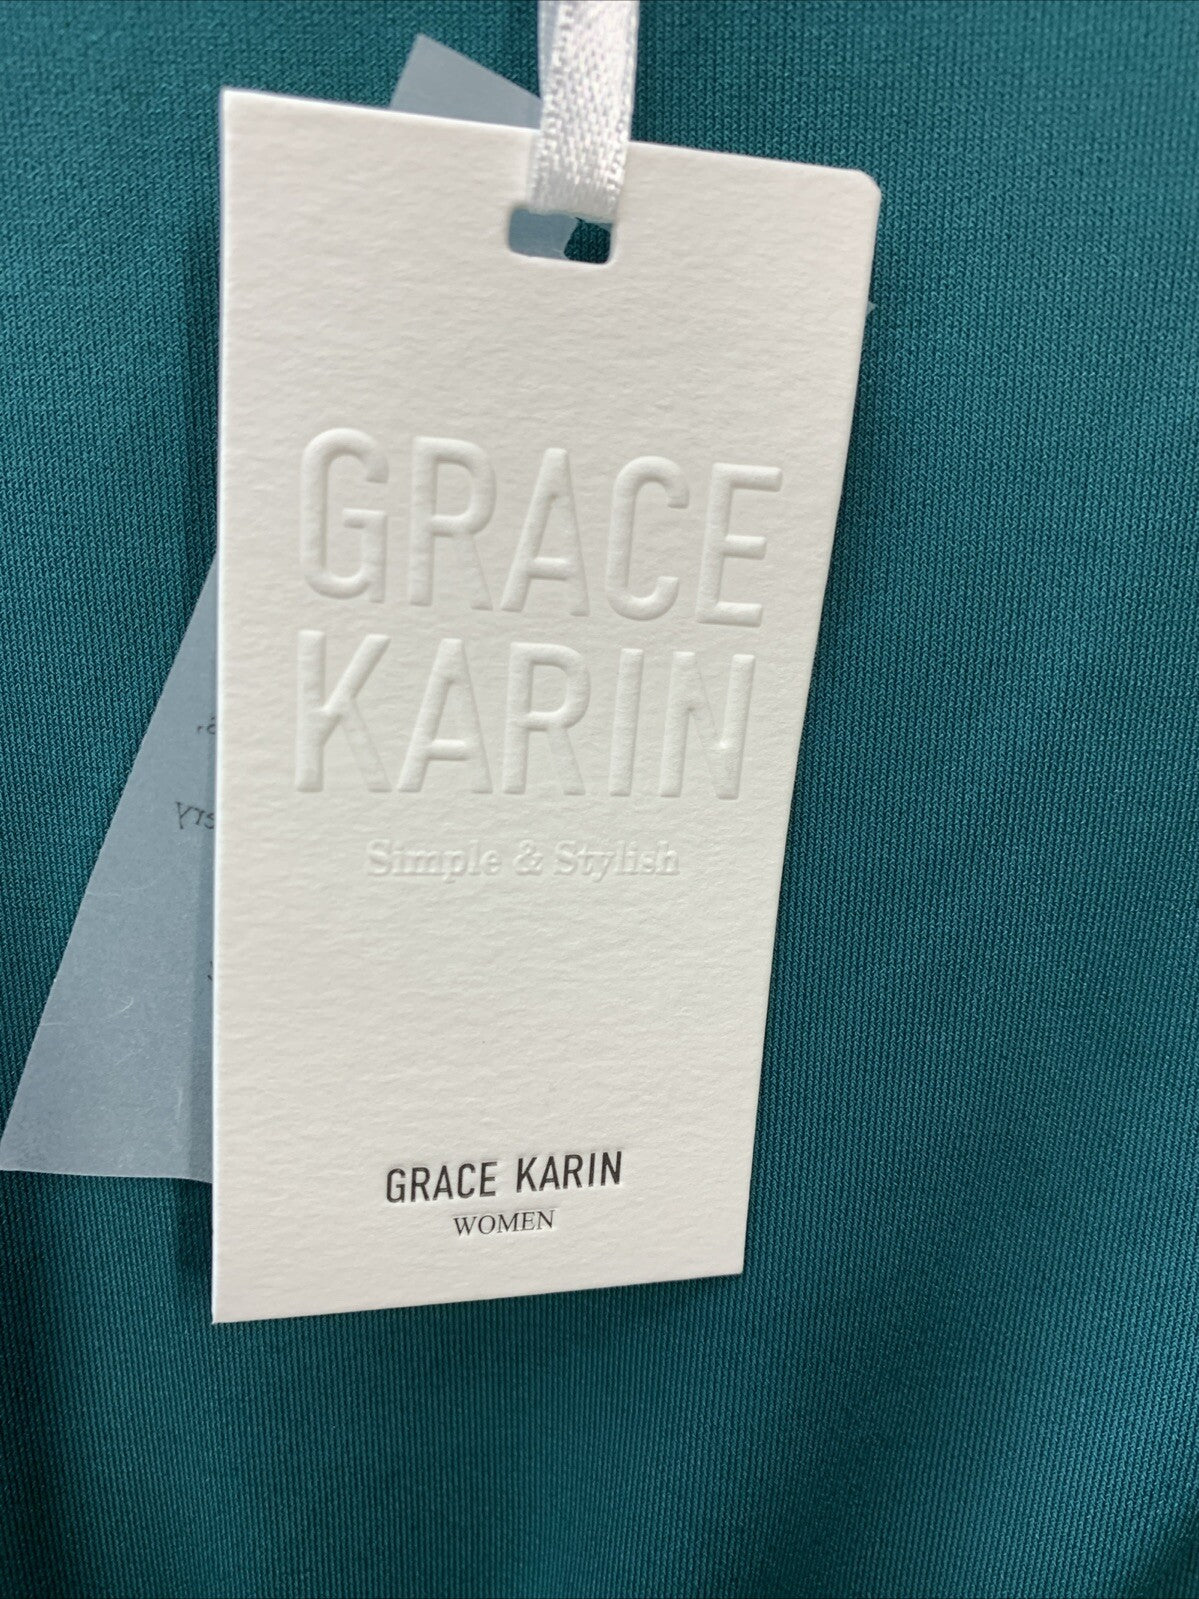 GRACE
KARIN
Simple & Stylish
GRACE KARIN
WOMEN